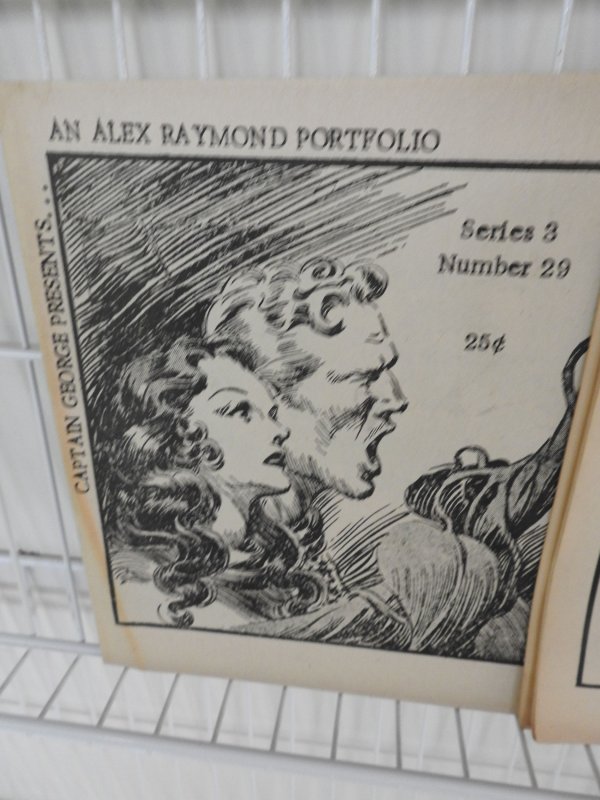 AN ALEX RAYMOND PORTFOLIO
CAPTAIN GEORGE PRESENTS...
Series 3
Number 29
25¢